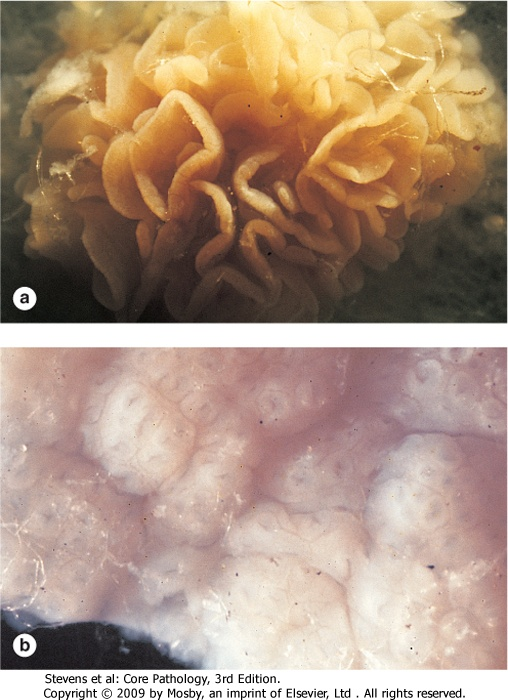 a
b
Stevens et al: Core Pathology, 3rd Edition.
Copyright © 2009 by Mosby, an imprint of Elsevier, Ltd . All rights reserved.